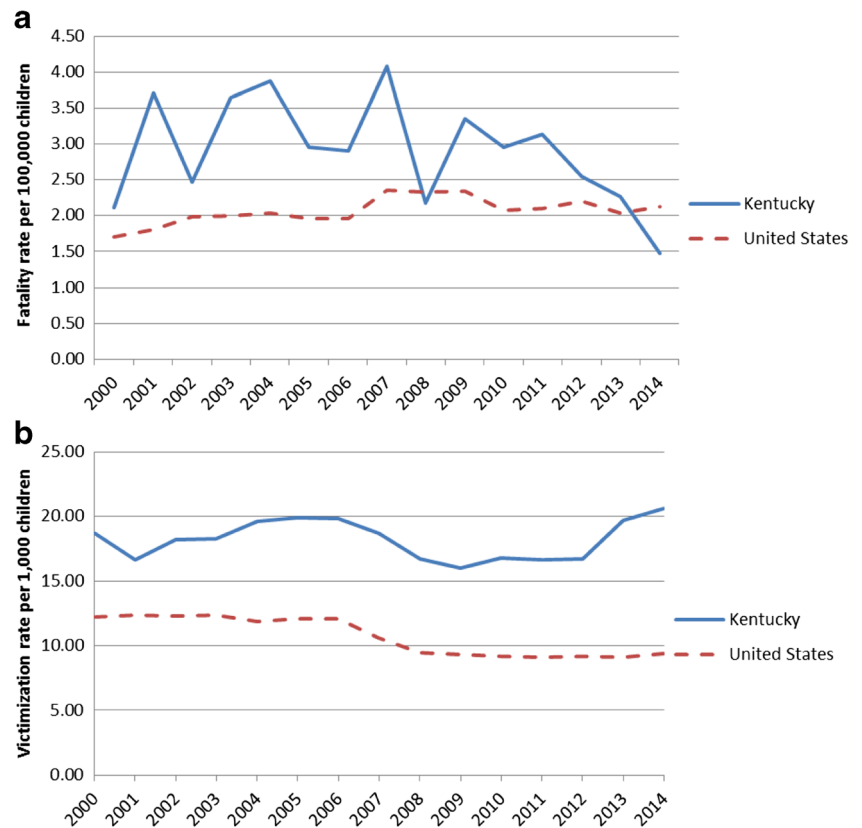 a
Fatality rate per 100,000 children
4.50
4.00
3.50
3.00
2.50
2.00
1.50
1.00
0.50
0.00
2000 2001 2002 2003 2004 2005 2006 2007 2008 2009 2010 2011 2012 2013 2014
Kentucky
United States
b
Victimization rate per 1,000 children
25.00
20.00
15.00
10.00
5.00
0.00
2000 2001 2002 2003 2004 2005 2006 2007 2008 2009 2010 2011 2012 2013 2014
Kentucky
United States